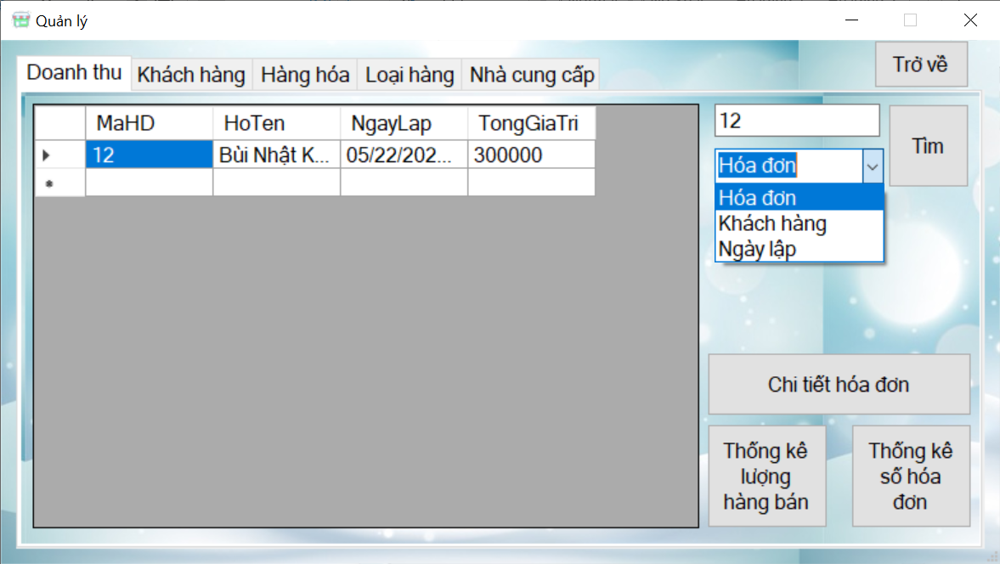 Quản lý
Doanh thu
Khách hàng
Hàng hóa
Loại hàng
Nhà cung cấp
Trở về
MaHD HoTen NgayLap TongGiaTri
12 Bùi Nhật K... 05/22/202... 300000
12
Tìm
Hóa đơn
Hóa đơn
Khách hàng
Ngày lập
Chi tiết hóa đơn
Thống kê
lượng
hàng bán
Thống kê
số hóa
đơn